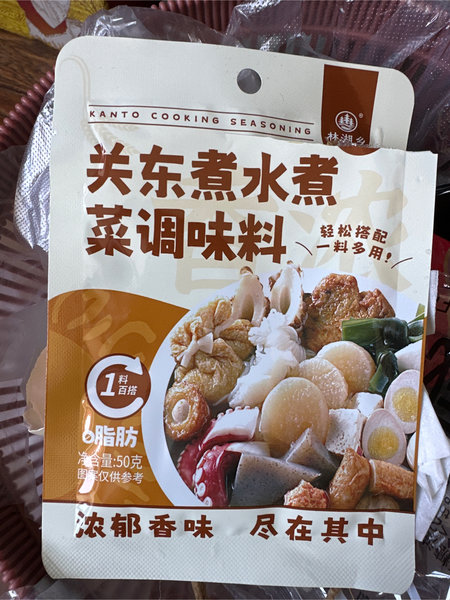 KANTO COOKING SEASONING
林湖乡
关东煮水煮
菜调味料
轻松搭配
一料多用!
1料
百搭
0脂肪
净含量:50克
图案仅供参考
浓郁香味 尽在其中